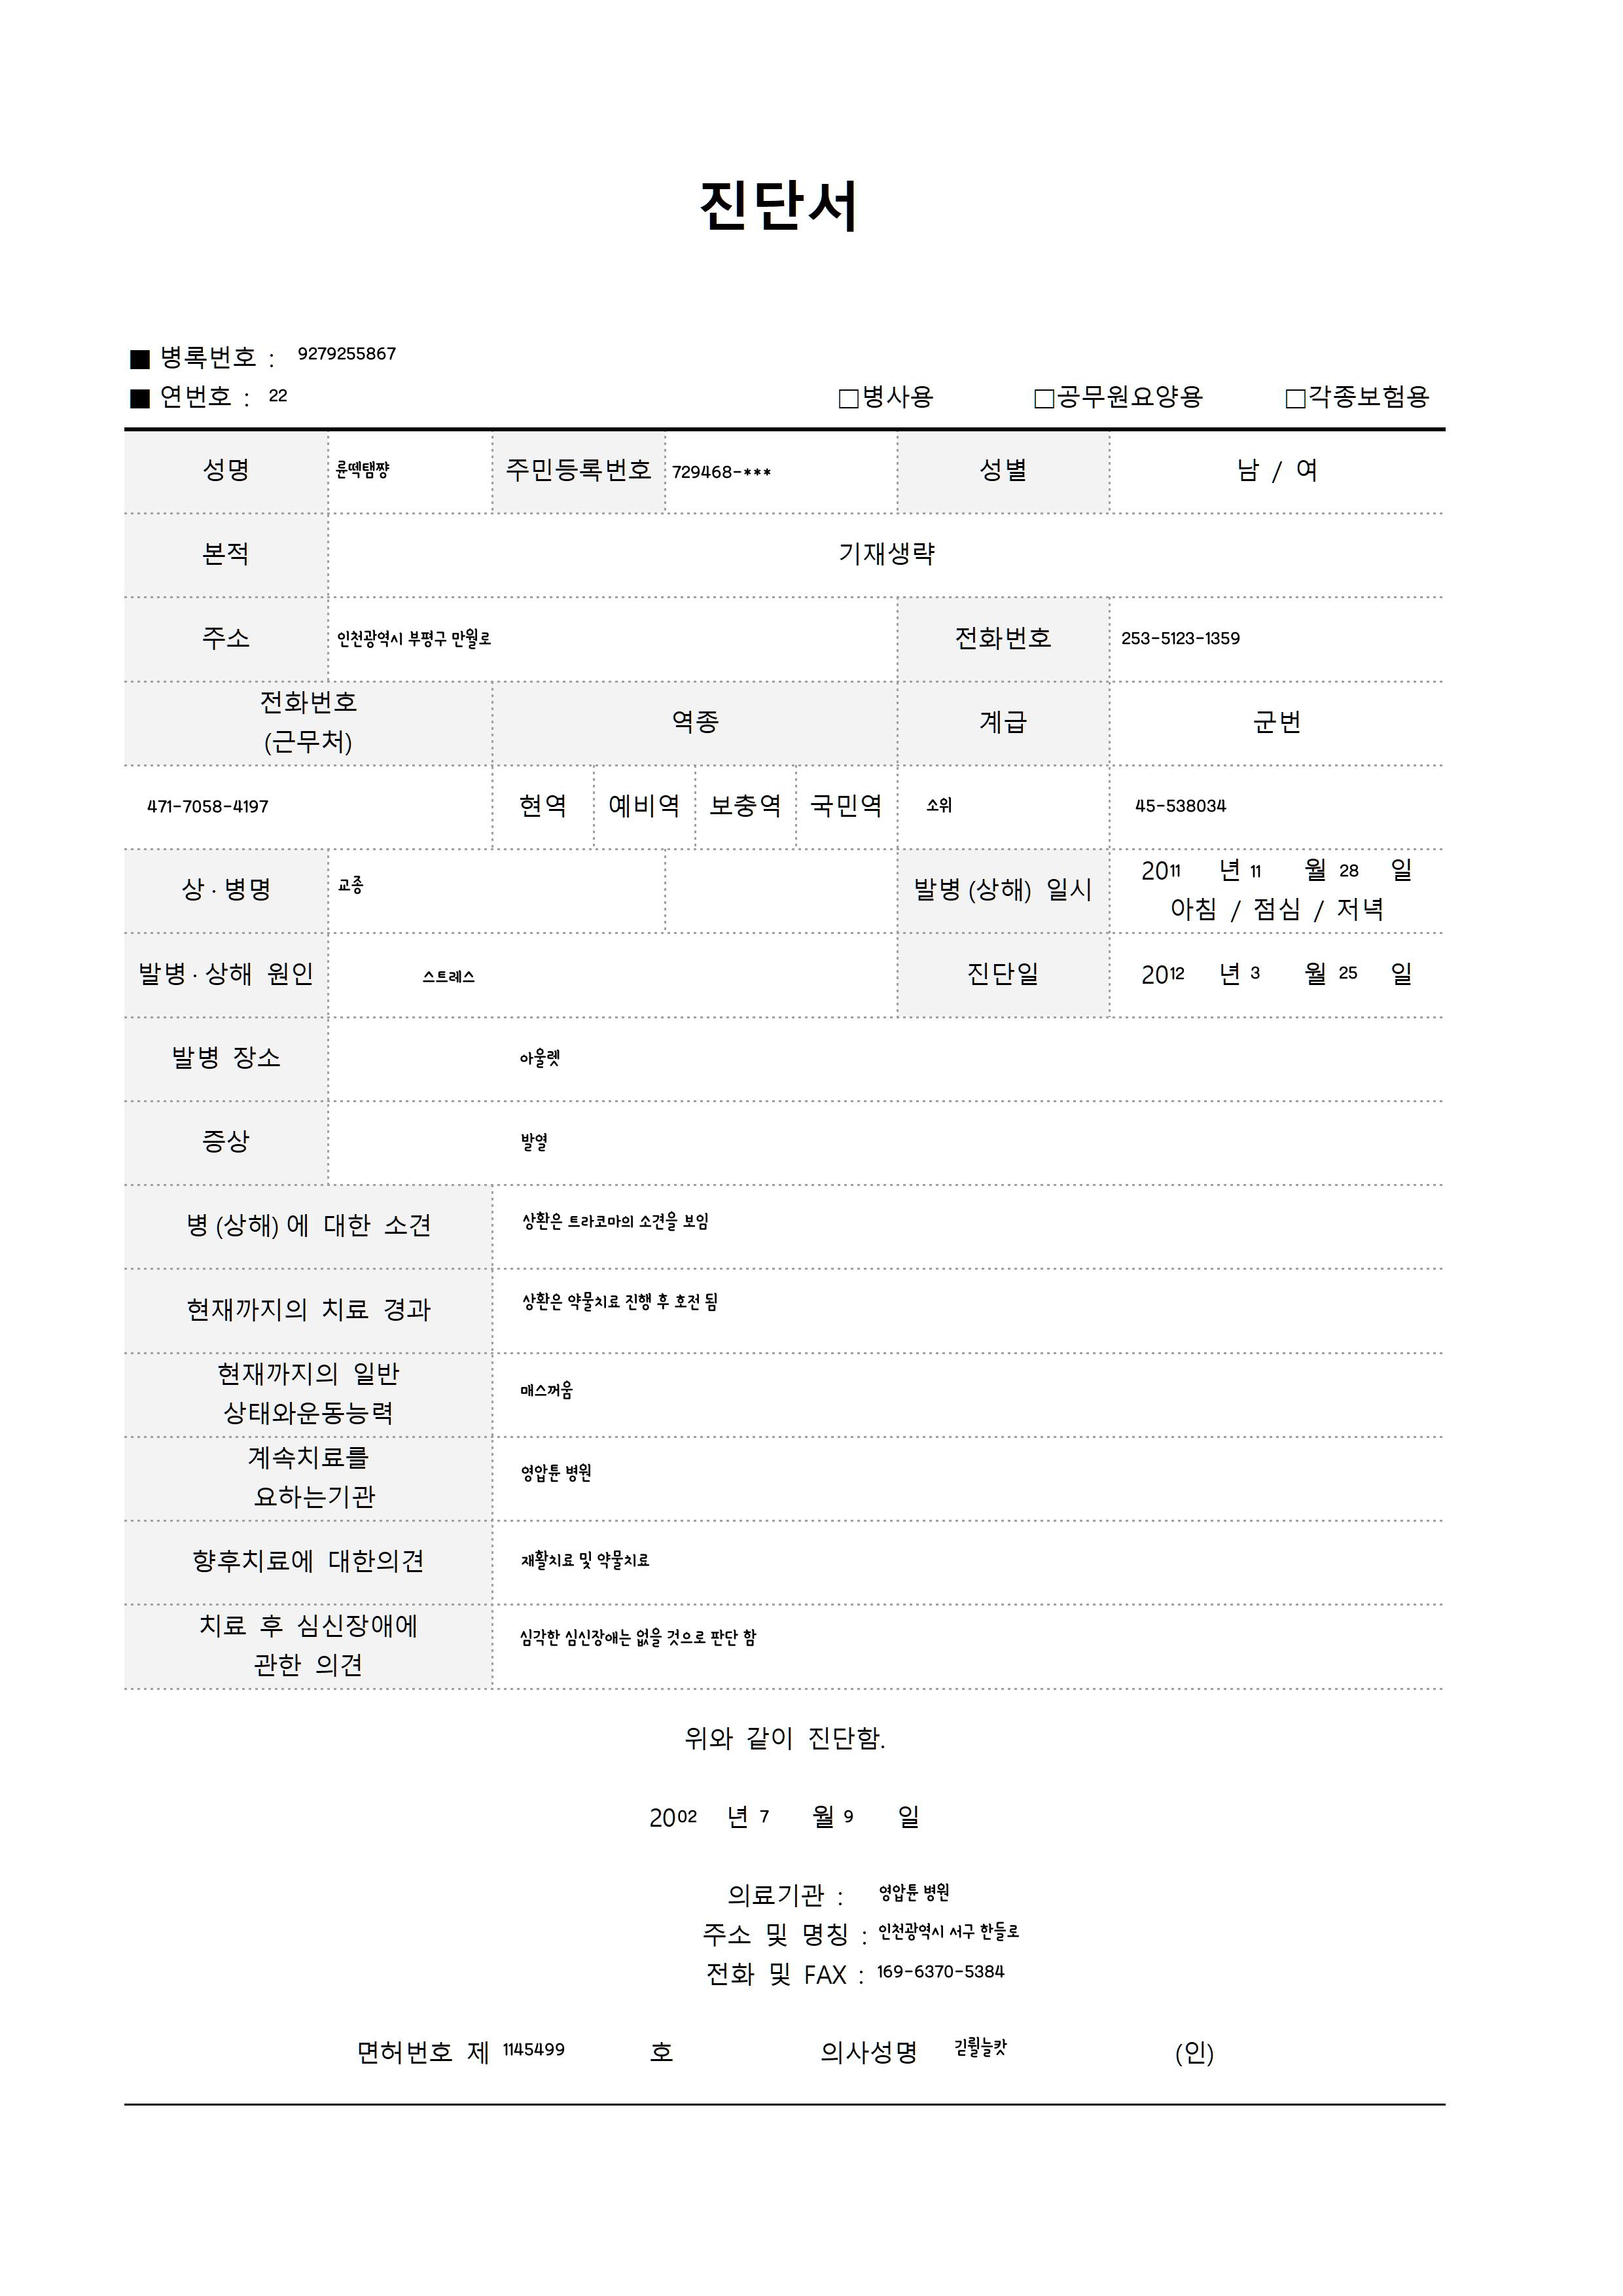 진단서
■ 병록번호 : 9279255867
■ 연번호 : 22 □병사용 □공무원요양용 □각종보험용
성명 륜떽탬쨩 주민등록번호 729468-*** 성별 남 / 여
본적 기재생략
주소 인천광역시 부평구 만월로 전화번호 253-5123-1359
전화번호
(근무처) 역종 계급 군번
471-7058-4197 현역 예비역 보충역 국민역 소위 45-538034
상·병명 교종 발병(상해) 일시 2011 년 11 월 28 일
아침 / 점심 / 저녁
발병·상해 원인 스트레스 진단일 2012 년 3 월 25 일
발병 장소 아울렛
증상 발열
병(상해)에 대한 소견 상환은 트라코마의 소견을 보임
현재까지의 치료 경과 상환은 약물치료 진행 후 호전 됨
현재까지의 일반
상태와운동능력 매스꺼움
계속치료를
요하는기관 영압튼 병원
향후치료에 대한의견 재활치료 및 약물치료
치료 후 심신장애에
관한 의견 심각한 심신장애는 없을 것으로 판단 함
위와 같이 진단함.
2002 년 7 월 9 일
의료기관 : 영압튼 병원
주소 및 명칭 : 인천광역시 서구 한들로
전화 및 FAX : 169-6370-5384
면허번호 제 1145499 호 의사성명 (인)